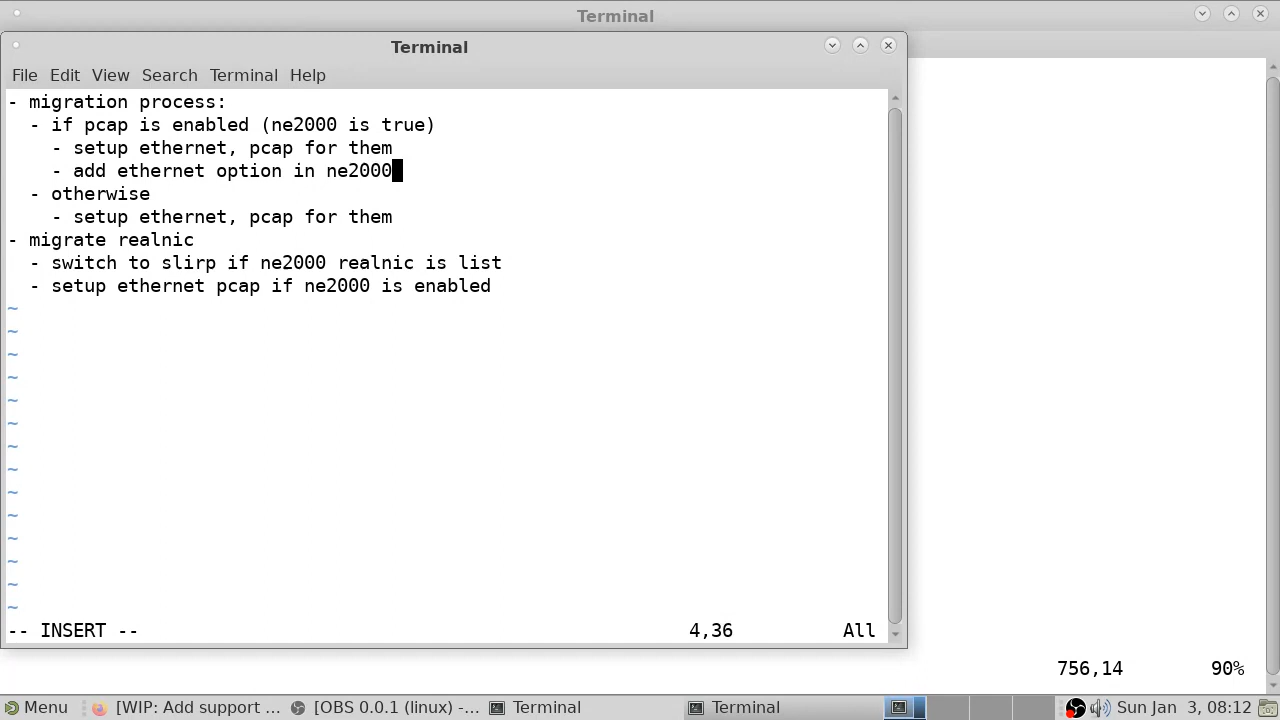 Terminal
Terminal
File Edit View Search Terminal Help
- migration process:
  - if pcap is enabled (ne2000 is true)
    - setup ethernet, pcap for them
    - add ethernet option in ne2000
  - otherwise
    - setup ethernet, pcap for them
- migrate realnic
  - switch to slirp if ne2000 realnic is list
  - setup ethernet pcap if ne2000 is enabled
~
~
~
~
~
~
~
~
~
~
~
~
~
~
-- INSERT -- 4,36 All
756,14 90%
Menu [WIP: Add support ... [OBS 0.0.1 (linux) -... Terminal Terminal Sun Jan 3, 08:12